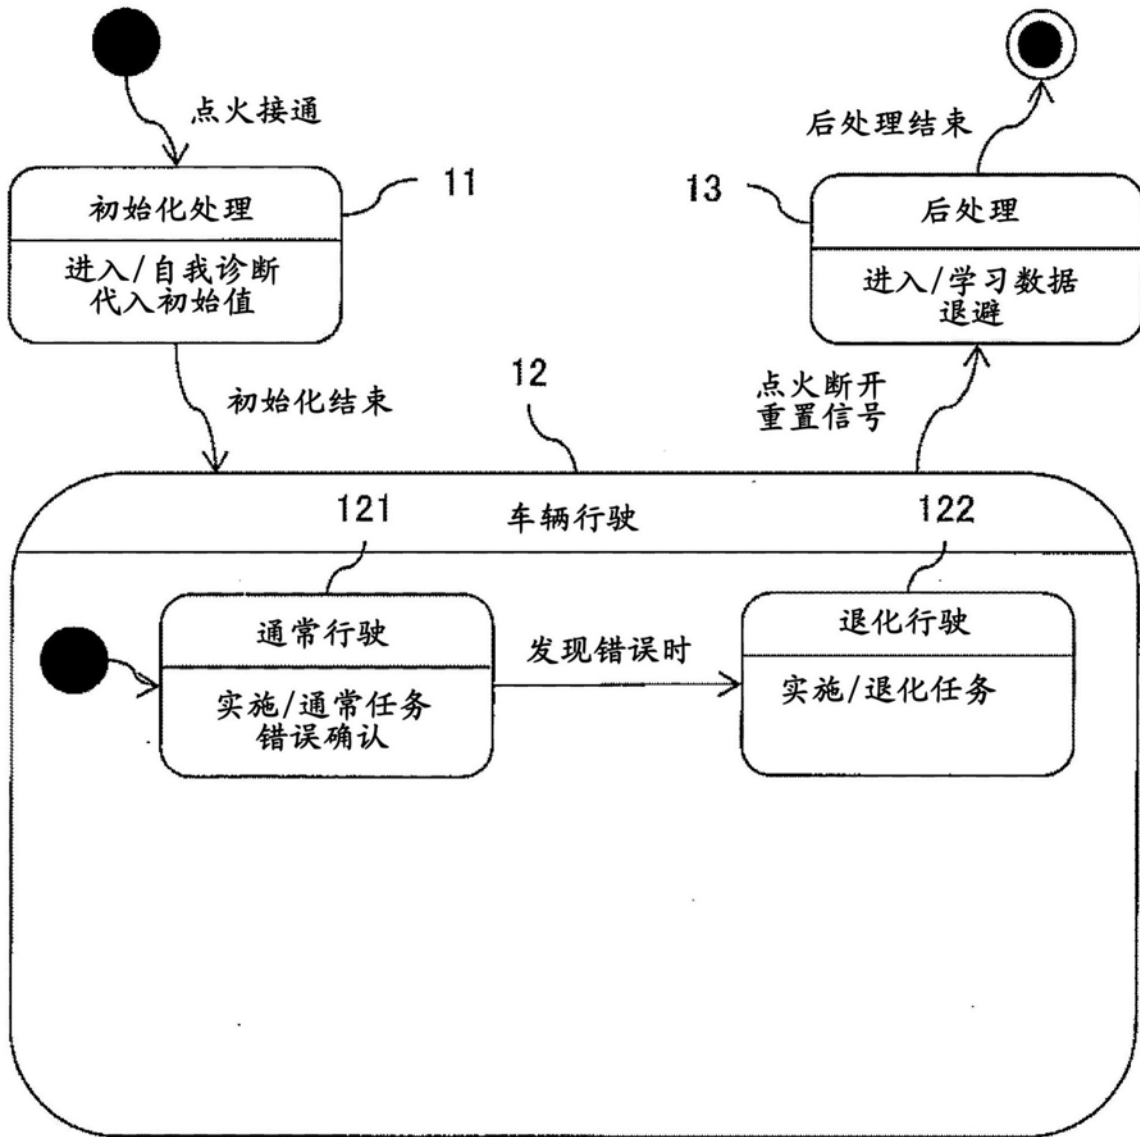 点火接通
后处理结束
11
13
初始化处理
后处理
进入/自我诊断
代入初始值
进入/学习数据
退避
初始化结束
12
点火断开
重置信号
121
车辆行驶
122
通常行驶
发现错误时
退化行驶
实施/通常任务
错误确认
实施/退化任务